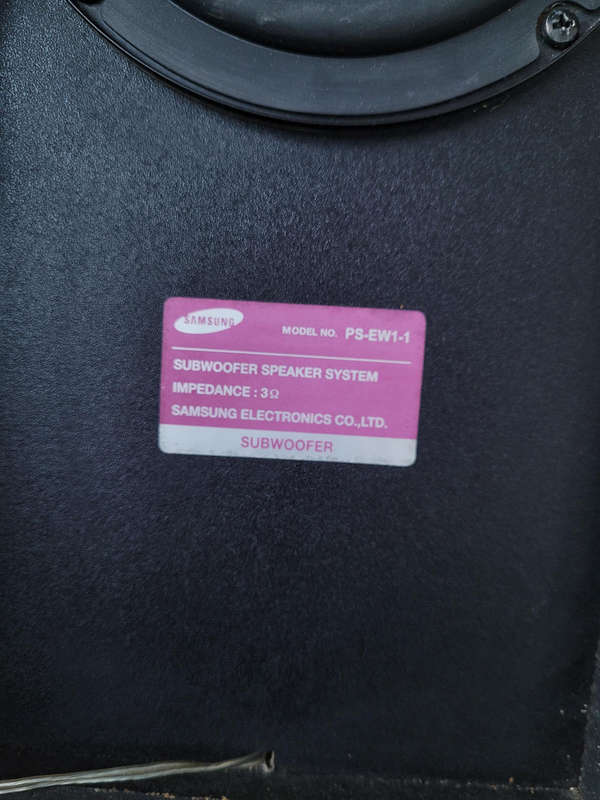 SAMSUNG
MODEL NO. PS-EW1-1
SUBWOOFER SPEAKER SYSTEM
IMPEDANCE : 3Ω
SAMSUNG ELECTRONICS CO.,LTD.
SUBWOOFER